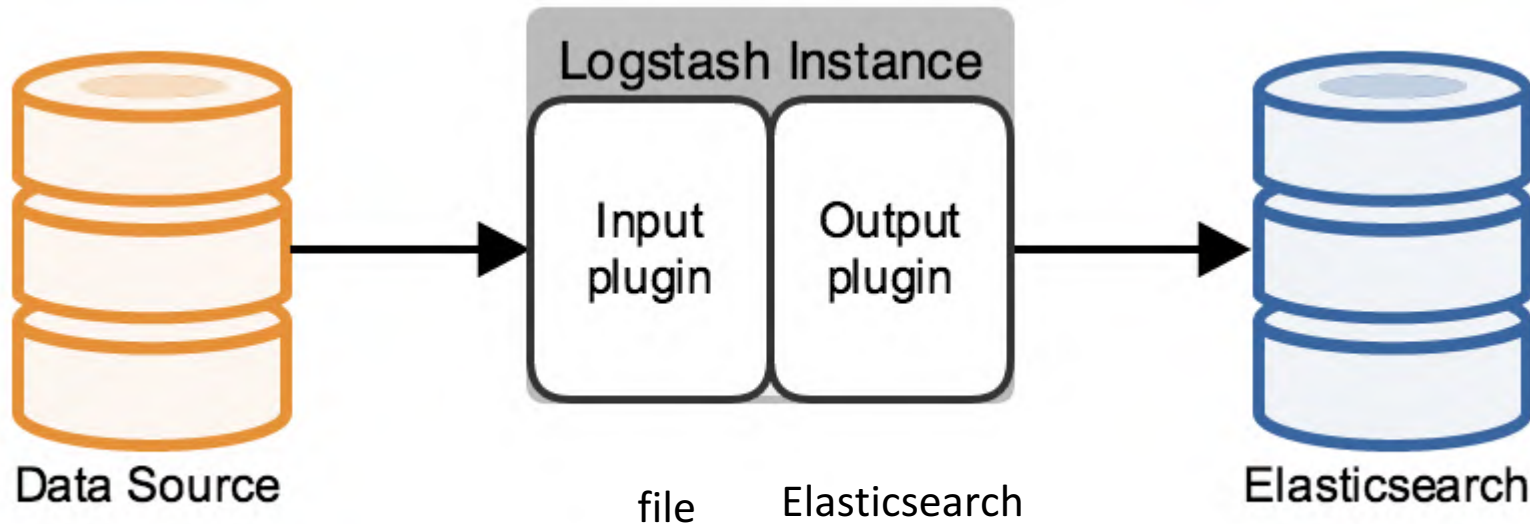 Logstash Instance
Input
plugin
Output
plugin
Data Source
file
Elasticsearch
Elasticsearch